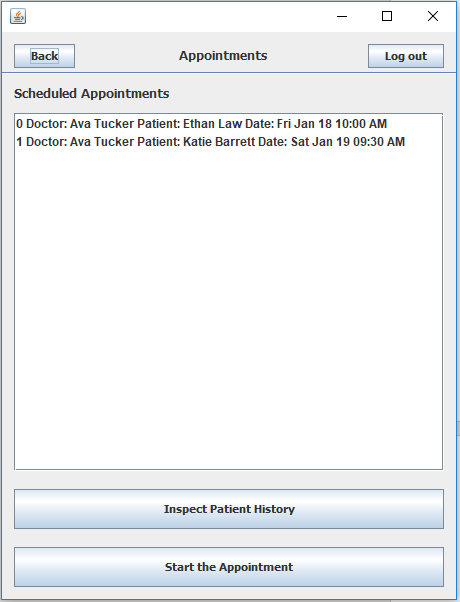 Back
Appointments
Log out
Scheduled Appointments
0 Doctor: Ava Tucker Patient: Ethan Law Date: Fri Jan 18 10:00 AM
1 Doctor: Ava Tucker Patient: Katie Barrett Date: Sat Jan 19 09:30 AM
Inspect Patient History
Start the Appointment